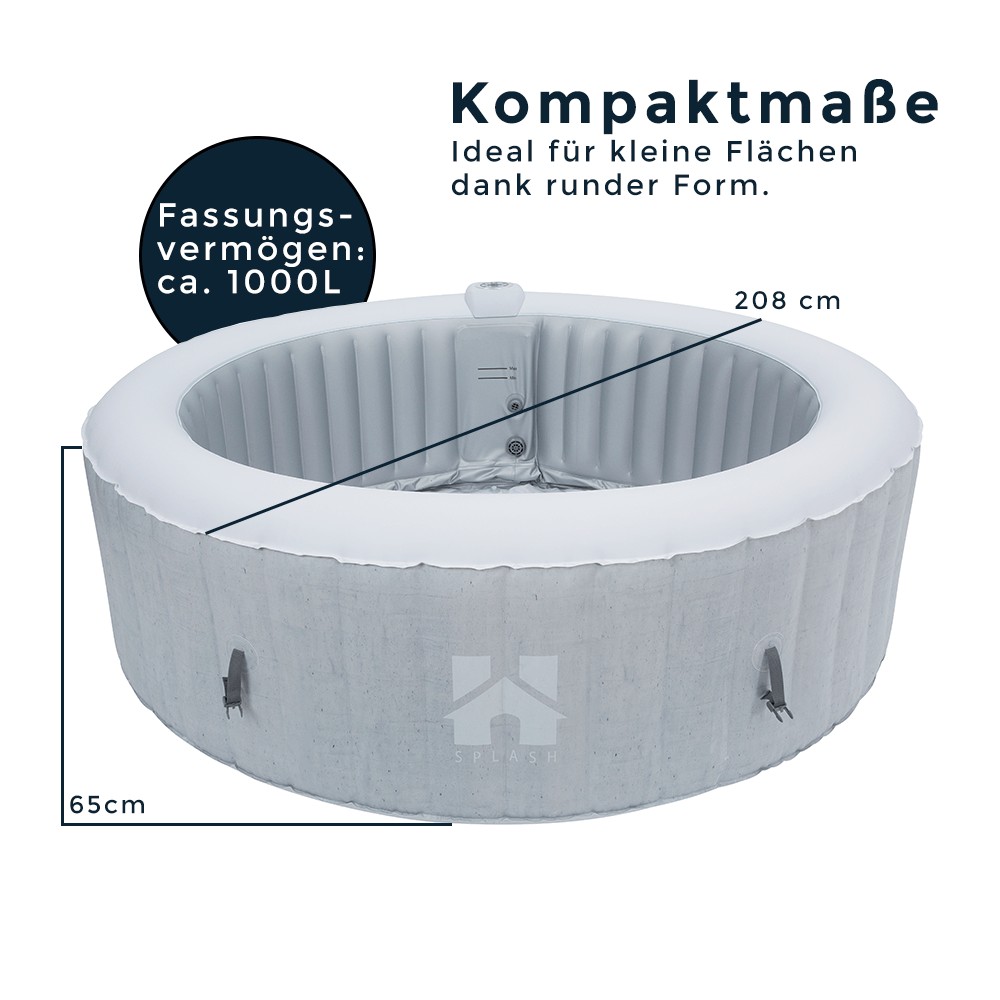 Kompaktmaße
Ideal für kleine Flächen
dank runder Form.
Fassungs-
vermögen:
ca. 1000L
208 cm
65cm
SPLASH